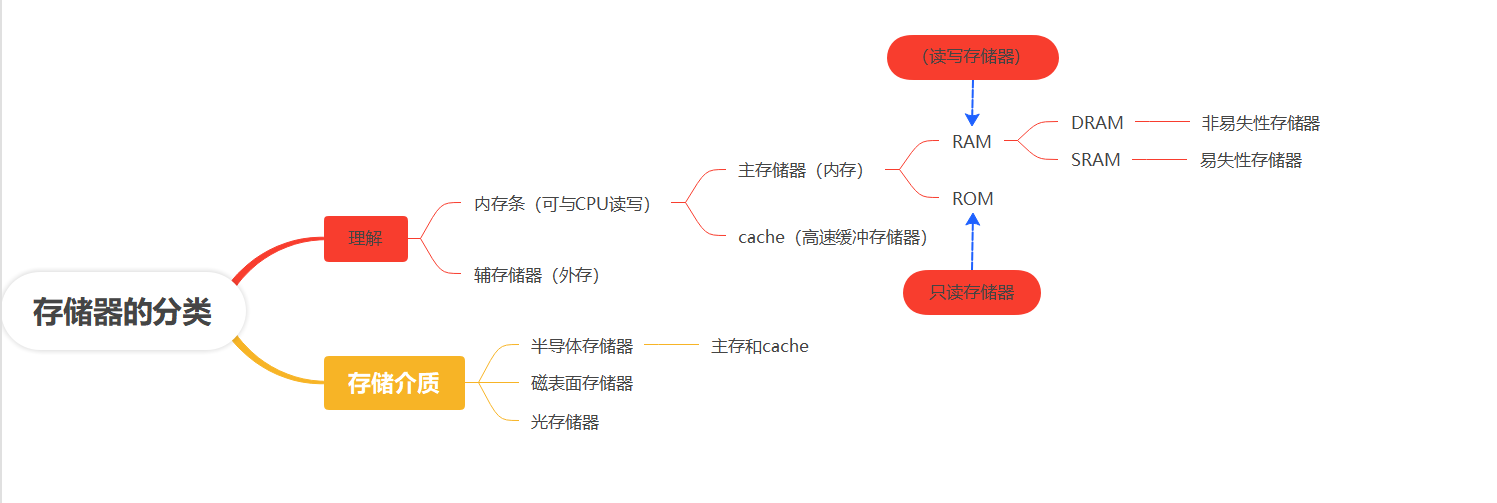 存储器的分类
理解
内存条（可与CPU读写）
主存储器（内存）
（读写存储器）
RAM
DRAM
非易失性存储器
SRAM
易失性存储器
ROM
只读存储器
cache（高速缓冲存储器）
辅存储器（外存）
存储介质
半导体存储器
主存和cache
磁表面存储器
光存储器